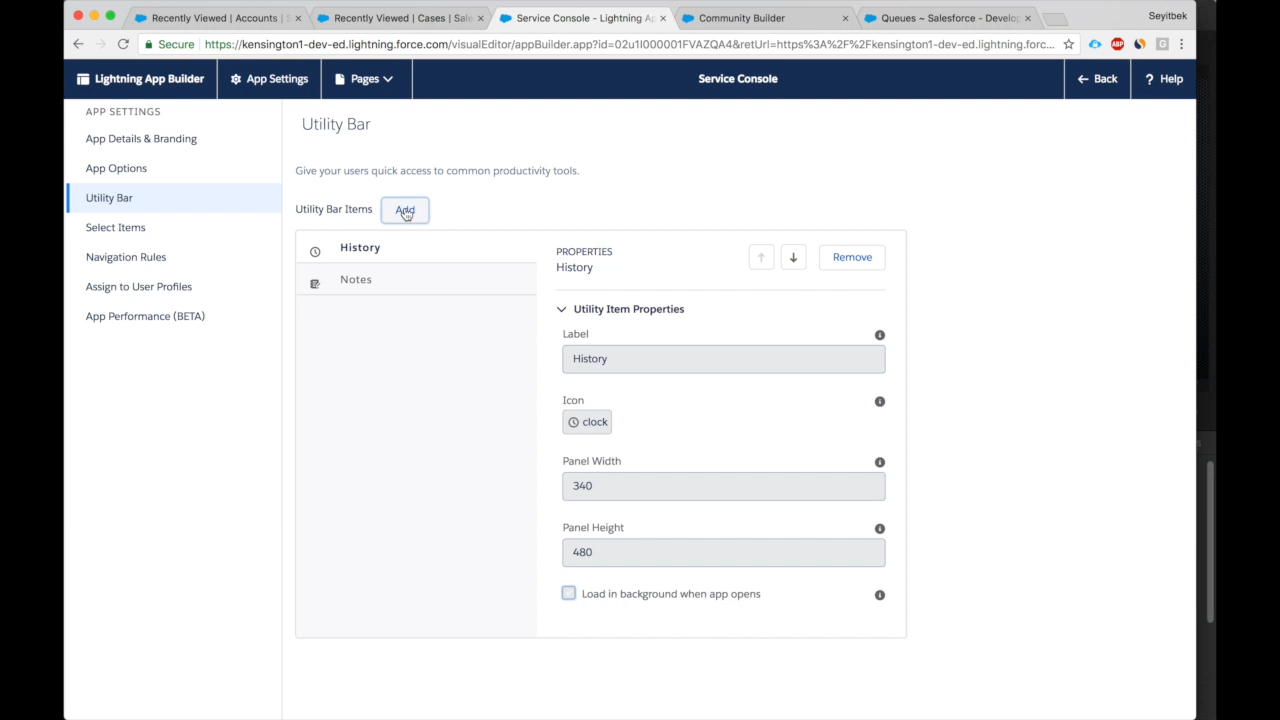 Recently Viewed | Accounts | S
Recently Viewed | Cases | Sale
Service Console - Lightning Ap
Community Builder
Queues ~ Salesforce - Develop
Seyitbek
Secure
https://kensington1-dev-ed.lightning.force.com/visualEditor/appBuilder.app?id=02u1I000001FVAZQA4&retUrl=https%3A%2F%2Fkensington1-dev-ed.lightning.force.com/...
ABP
G
Lightning App Builder
App Settings
Pages
Service Console
Back
? Help
APP SETTINGS
App Details & Branding
App Options
Utility Bar
Select Items
Navigation Rules
Assign to User Profiles
App Performance (BETA)
Utility Bar
Give your users quick access to common productivity tools.
Utility Bar Items
Add
History
Notes
PROPERTIES
History
Remove
Utility Item Properties
Label
History
Icon
clock
Panel Width
340
Panel Height
480
Load in background when app opens